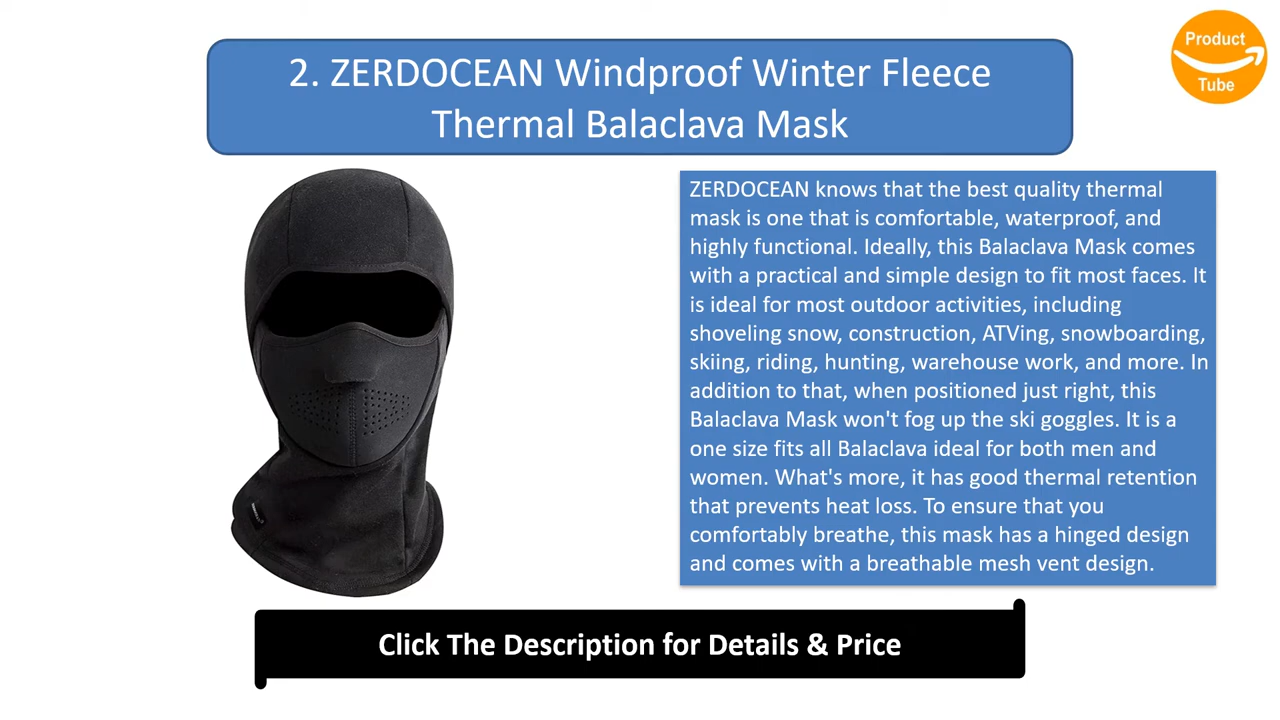 2. ZERDOCEAN Windproof Winter Fleece
Thermal Balaclava Mask
Product
Tube
ZERDOCEAN knows that the best quality thermal
mask is one that is comfortable, waterproof, and
highly functional. Ideally, this Balaclava Mask comes
with a practical and simple design to fit most faces. It
is ideal for most outdoor activities, including
shoveling snow, construction, ATVing, snowboarding,
skiing, riding, hunting, warehouse work, and more. In
addition to that, when positioned just right, this
Balaclava Mask won't fog up the ski goggles. It is a
one size fits all Balaclava ideal for both men and
women. What's more, it has good thermal retention
that prevents heat loss. To ensure that you
comfortably breathe, this mask has a hinged design
and comes with a breathable mesh vent design.
Click The Description for Details & Price